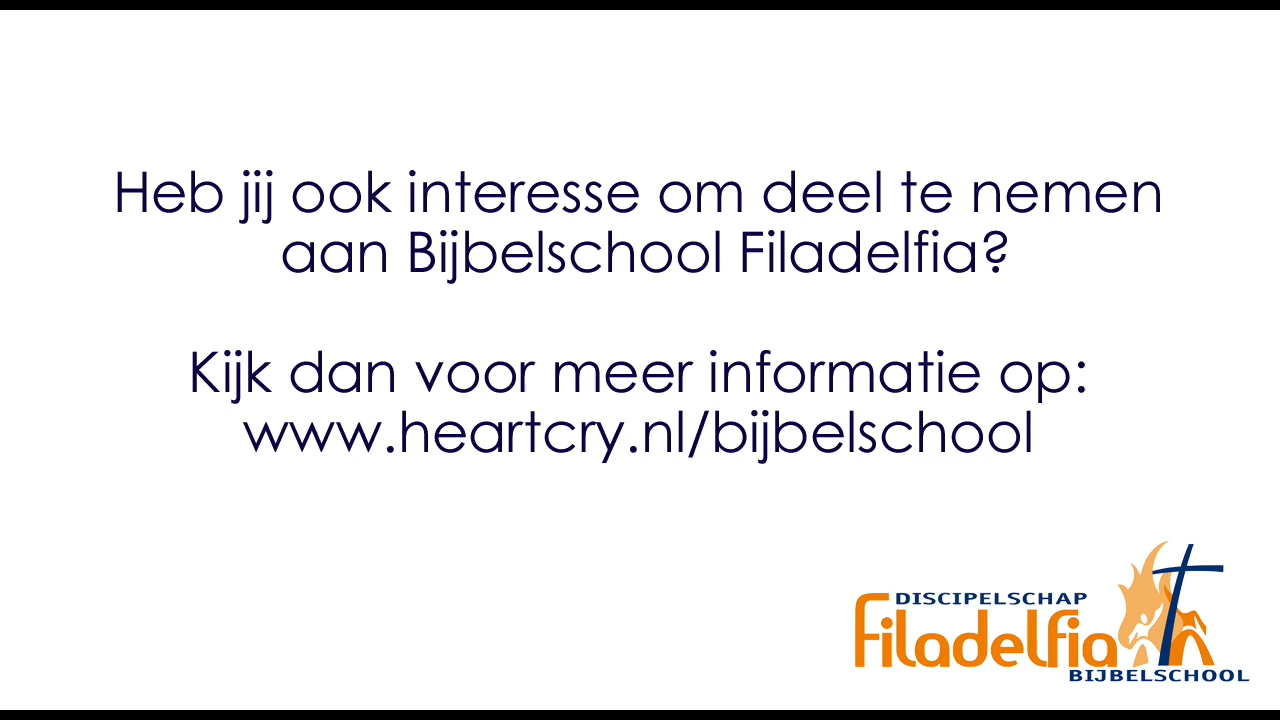 Heb jij ook interesse om deel te nemen
aan Bijbelschool Filadelfia?
Kijk dan voor meer informatie op:
www.heartcry.nl/bijbelschool
DISCIPELSCHAP
Filadelfia
BIJBELSCHOOL